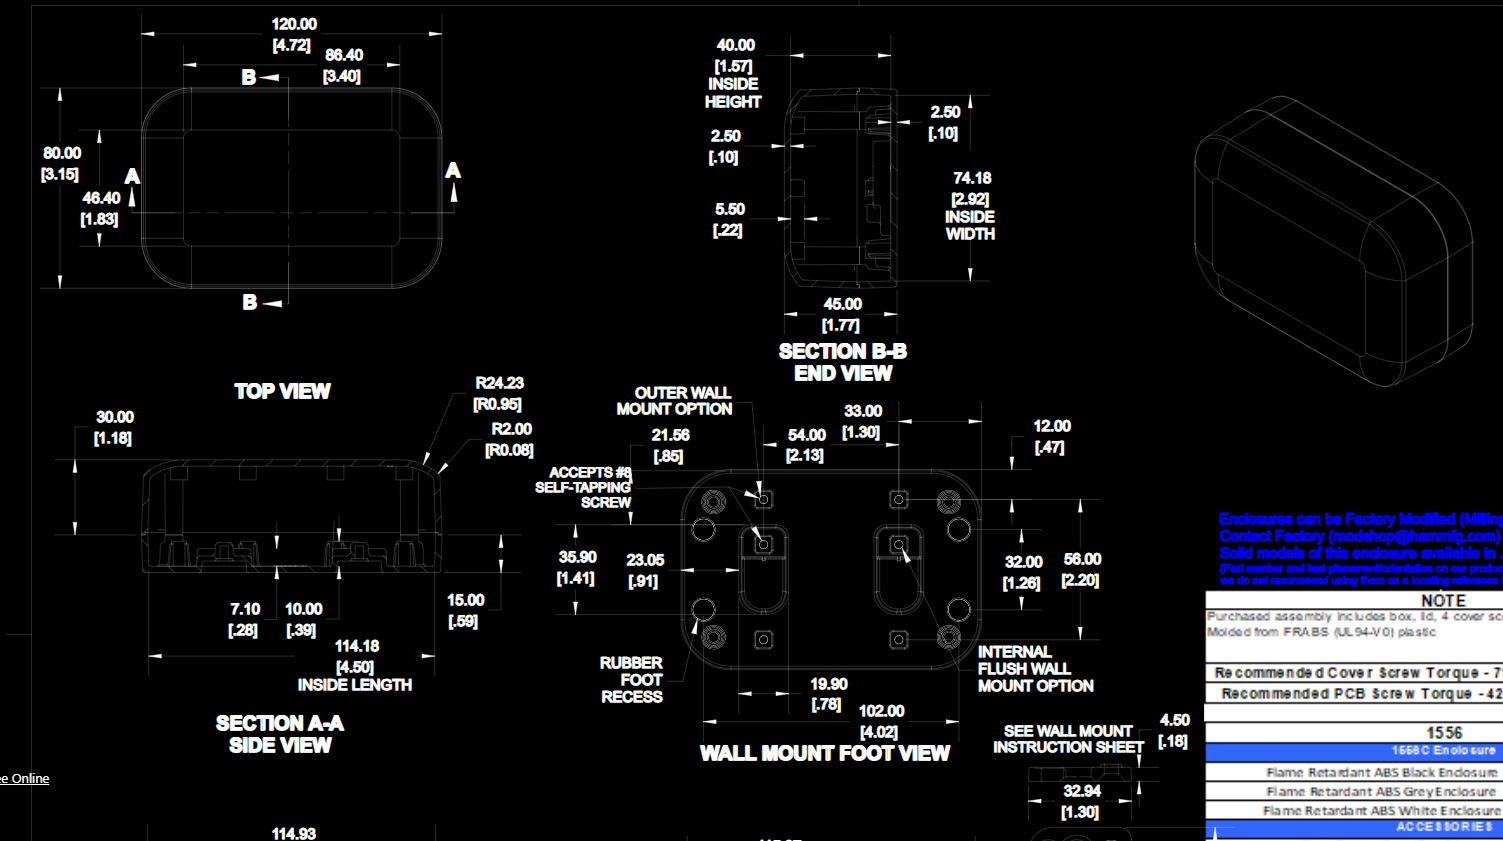 120.00
[4.72]
86.40
[3.40]
B
80.00
[3.15]
46.40
[1.83]
A
A
B
TOP VIEW
40.00
[1.57]
INSIDE
HEIGHT
2.50
[.10]
2.50
[.10]
74.18
[2.92]
INSIDE
WIDTH
5.50
[.22]
45.00
[1.77]
SECTION B-B
END VIEW
30.00
[1.18]
R24.23
[R0.95]
R2.00
[R0.08]
7.10
[.28]
10.00
[.39]
15.00
[.59]
114.18
[4.50]
INSIDE LENGTH
SECTION A-A
SIDE VIEW
OUTER WALL
MOUNT OPTION
33.00
[1.30]
12.00
[.47]
21.56
[.85]
54.00
[2.13]
ACCEPTS #8
SELF-TAPPING
SCREW
35.90
[1.41]
23.05
[.91]
32.00
[1.26]
56.00
[2.20]
RUBBER
FOOT
RECESS
INTERNAL
FLUSH WALL
MOUNT OPTION
19.90
[.78]
102.00
[4.02]
WALL MOUNT FOOT VIEW
SEE WALL MOUNT
INSTRUCTION SHEET
4.50
[.18]
32.94
[1.30]
Enclosures can be Factory Modified (Milling
Contact Factory (modshop@hammfg.com)
Solid models of this enclosure available in
(Part number and text placement/orientation on our produc
we do not recommend using them as a locating reference
NOTE
Purchased assembly includes box, lid, 4 cover sc
Molded from FRABS (UL94-V0) plastic
Recommended Cover Screw Torque - 7
Recommended PCB Screw Torque - 42
1556
1556C Enclosure
Flame Retardant ABS Black Enclosure
Flame Retardant ABS Grey Enclosure
Flame Retardant ABS White Enclosure
ACCESSORIES
Online
114.93